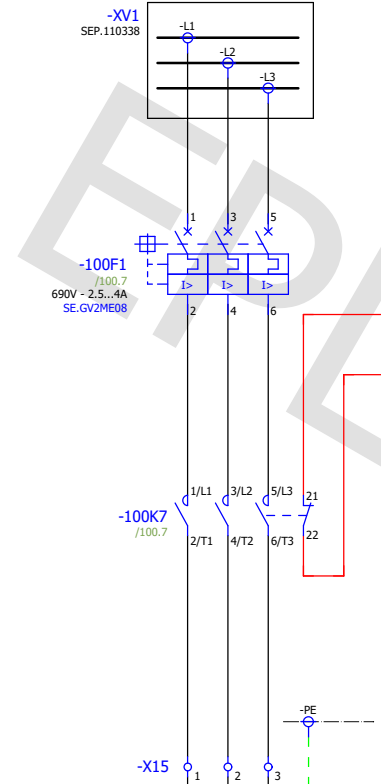 -XV1
SEP.110338
-L1
-L2
-L3
1 3 5
-100F1
/100.7
690V - 2.5...4A
SE.GV2ME08
I> I> I>
2 4 6
1/L1 3/L2 5/L3 21
-100K7
/100.7
2/T1 4/T2 6/T3 22
-PE
-X15
1 2 3
EPL